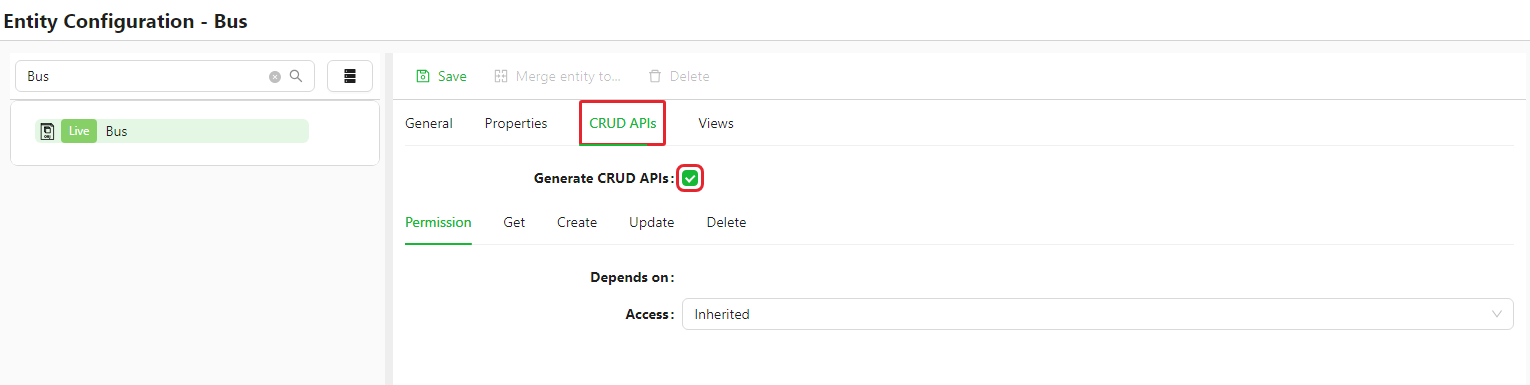 Entity Configuration - Bus
Bus
Live Bus
Save Merge entity to... Delete
General Properties CRUD APIs Views
Generate CRUD APIs:
Permission Get Create Update Delete
Depends on:
Access: Inherited